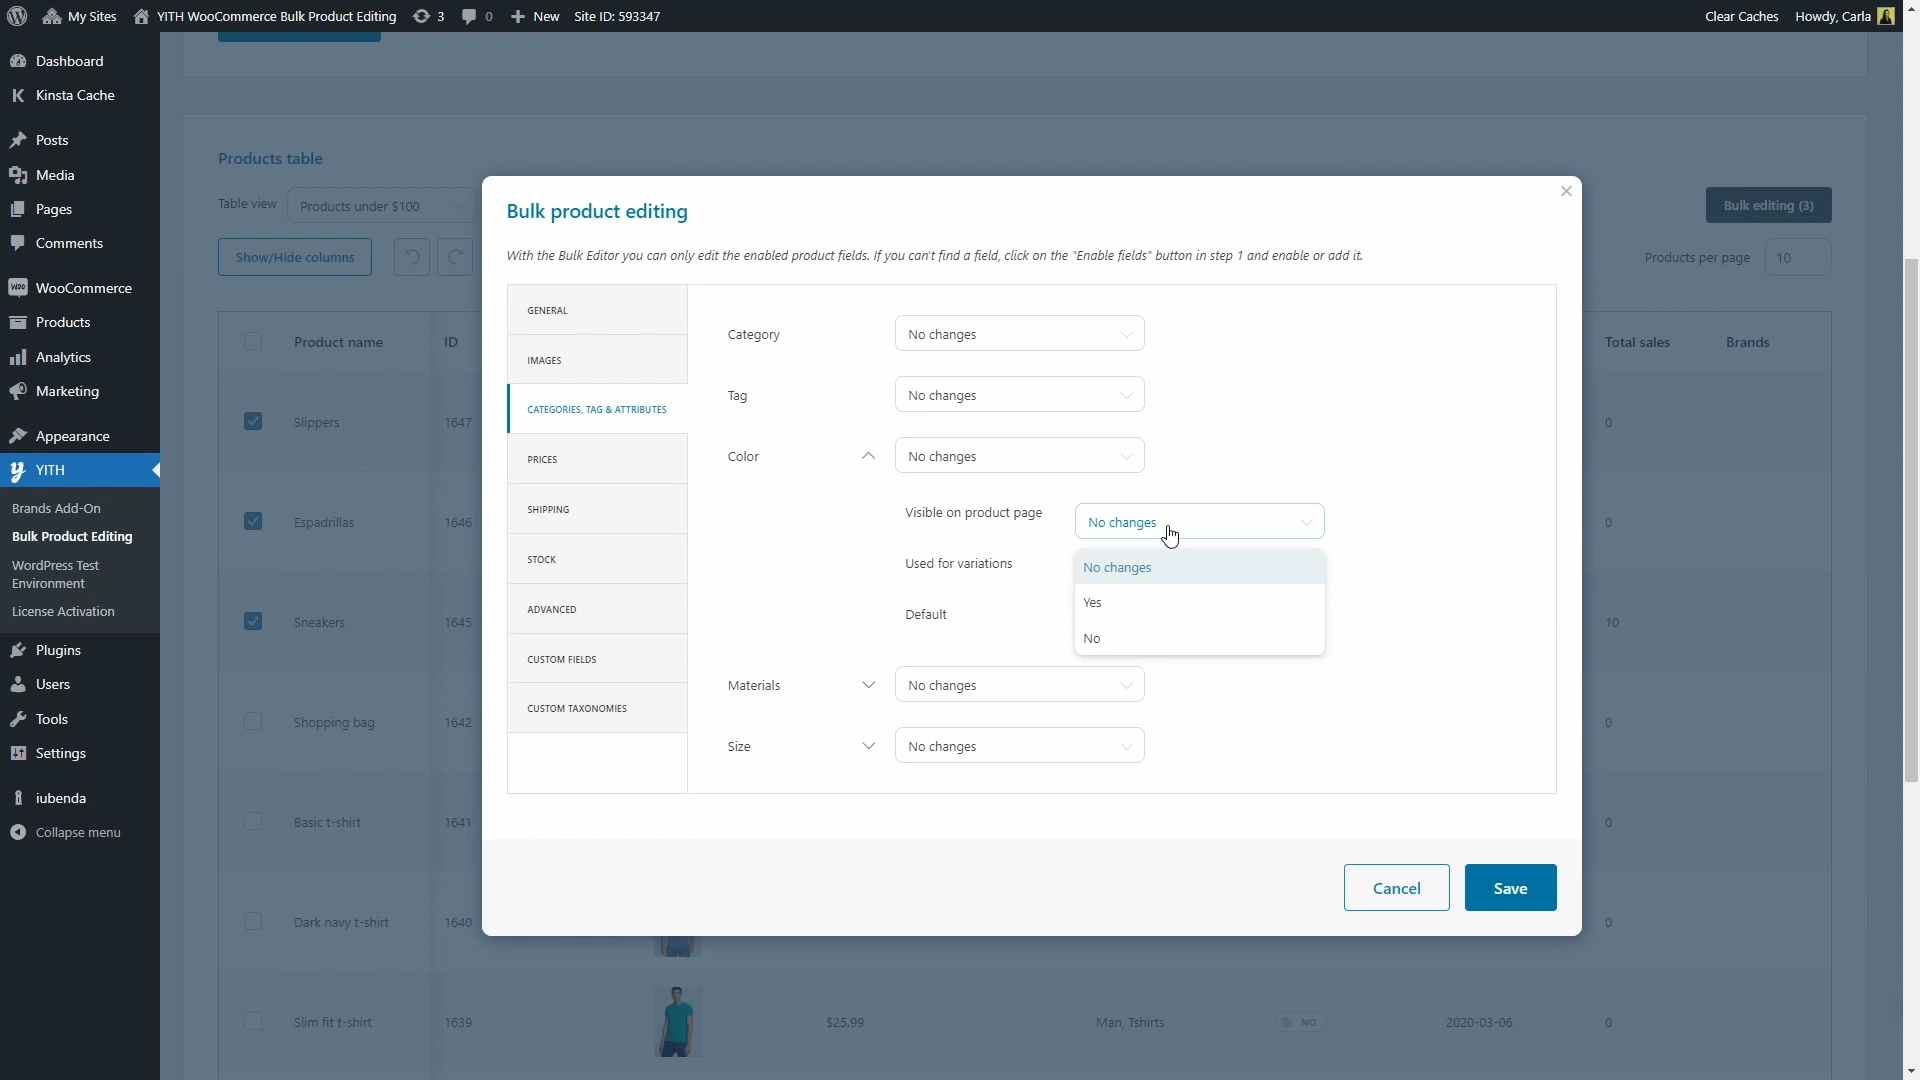 My Sites YITH WooCommerce Bulk Product Editing 3 0 New Site ID: 593347 Clear Caches Howdy, Carla
Dashboard
Kinsta Cache
Posts
Media
Pages
Comments
WooCommerce
Products
Analytics
Marketing
Appearance
YITH
Brands Add-On
Bulk Product Editing
WordPress Test
Environment
License Activation
Plugins
Users
Tools
Settings
iubenda
Collapse menu
Products table
Table view Products under $100 Bulk editing (3)
Show/Hide columns Products per page 10
Product name ID Total sales Brands
Slippers 1647 0
Espadrillas 1646 0
Sneakers 1645 10
Shopping bag 1642 0
Basic t-shirt 1641 0
Dark navy t-shirt 1640 0
Slim fit t-shirt 1639 $25.99 Man, Tshirts NO 2020-03-06 0
Bulk product editing
With the Bulk Editor you can only edit the enabled product fields. If you can't find a field, click on the "Enable fields" button in step 1 and enable or add it.
GENERAL
IMAGES
CATEGORIES, TAG & ATTRIBUTES
PRICES
SHIPPING
STOCK
ADVANCED
CUSTOM FIELDS
CUSTOM TAXONOMIES
Category No changes
Tag No changes
Color No changes
Visible on product page No changes
Used for variations
Default
No changes
Yes
No
Materials No changes
Size No changes
Cancel Save